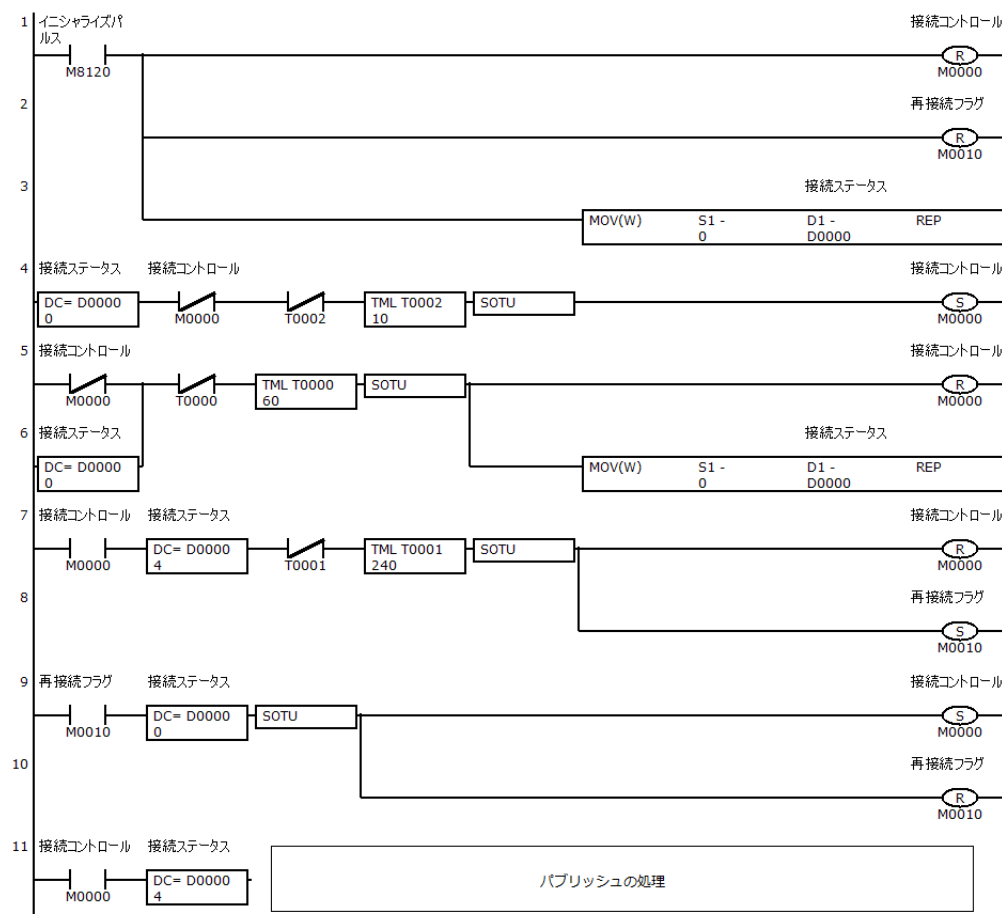 1 イニシャライズパ
ルス
接続コントロール
M8120
R
M0000
2 再接続フラグ
R
M0010
3 接続ステータス
MOV(W) S1 - D1 - REP
0 D0000
4 接続ステータス 接続コントロール 接続コントロール
DC= D0000 TML T0002 SOTU S
0 M0000 T0002 10 M0000
5 接続コントロール 接続コントロール
TML T0000 SOTU R
M0000 T0000 60 M0000
6 接続ステータス 接続ステータス
DC= D0000 MOV(W) S1 - D1 - REP
0 0 D0000
7 接続コントロール 接続ステータス 接続コントロール
DC= D0000 TML T0001 SOTU R
M0000 4 T0001 240 M0000
8 再接続フラグ
S
M0010
9 再接続フラグ 接続ステータス 接続コントロール
DC= D0000 SOTU S
M0010 0 M0000
10 再接続フラグ
R
M0010
11 接続コントロール 接続ステータス
DC= D0000 パブリッシュの処理
M0000 4